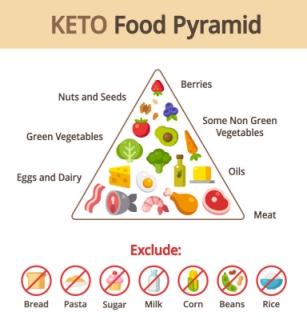 KETO Food Pyramid
Berries
Nuts and Seeds
Some Non Green
Vegetables
Green Vegetables
Oils
Eggs and Dairy
Meat
Exclude:
Bread Pasta Sugar Milk Corn Beans Rice